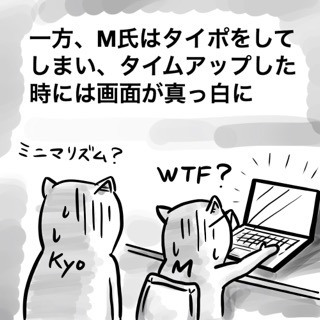 一方、M氏はタイポをして
しまい、タイムアップした
時には画面が真っ白に
ミニマリズム?
WTF?
Kyo
M